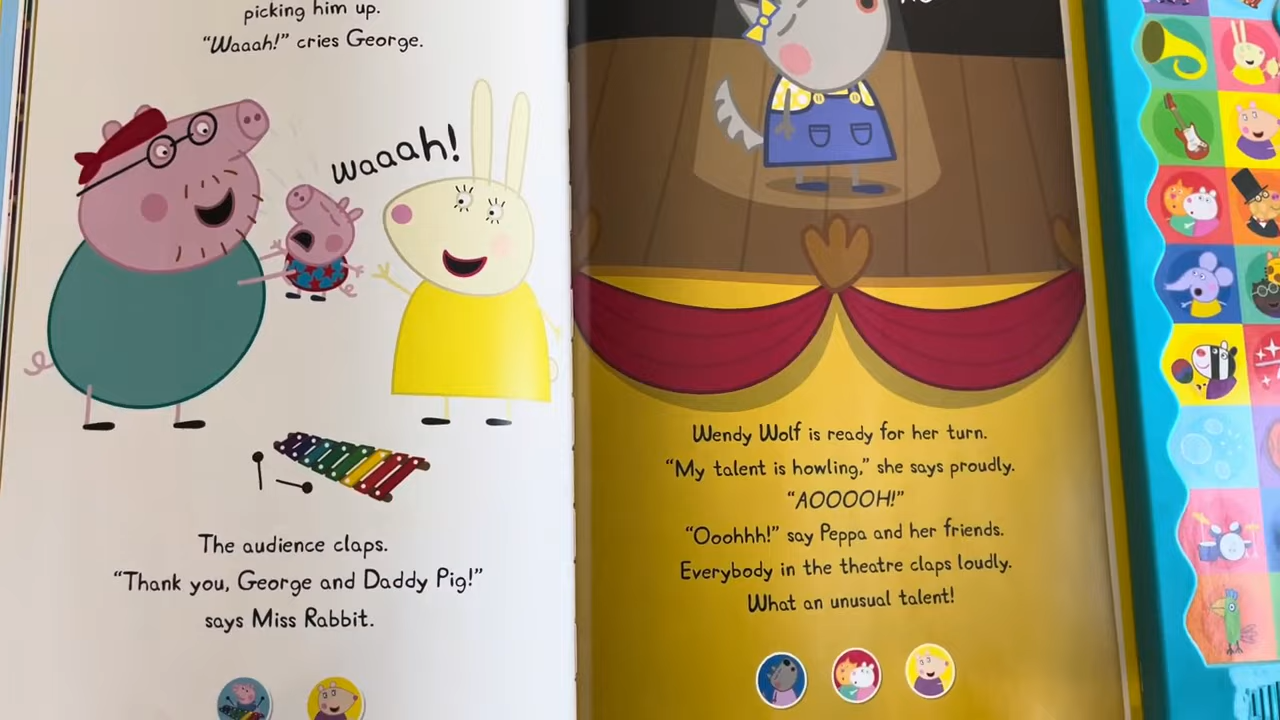 picking him up.
"Waaah!" cries George.
waaah!
The audience claps.
"Thank you, George and Daddy Pig!"
says Miss Rabbit.
Wendy Wolf is ready for her turn.
"My talent is howling," she says proudly.
"AOOOOH!"
"Ooohhh!" say Peppa and her friends.
Everybody in the theatre claps loudly.
What an unusual talent!